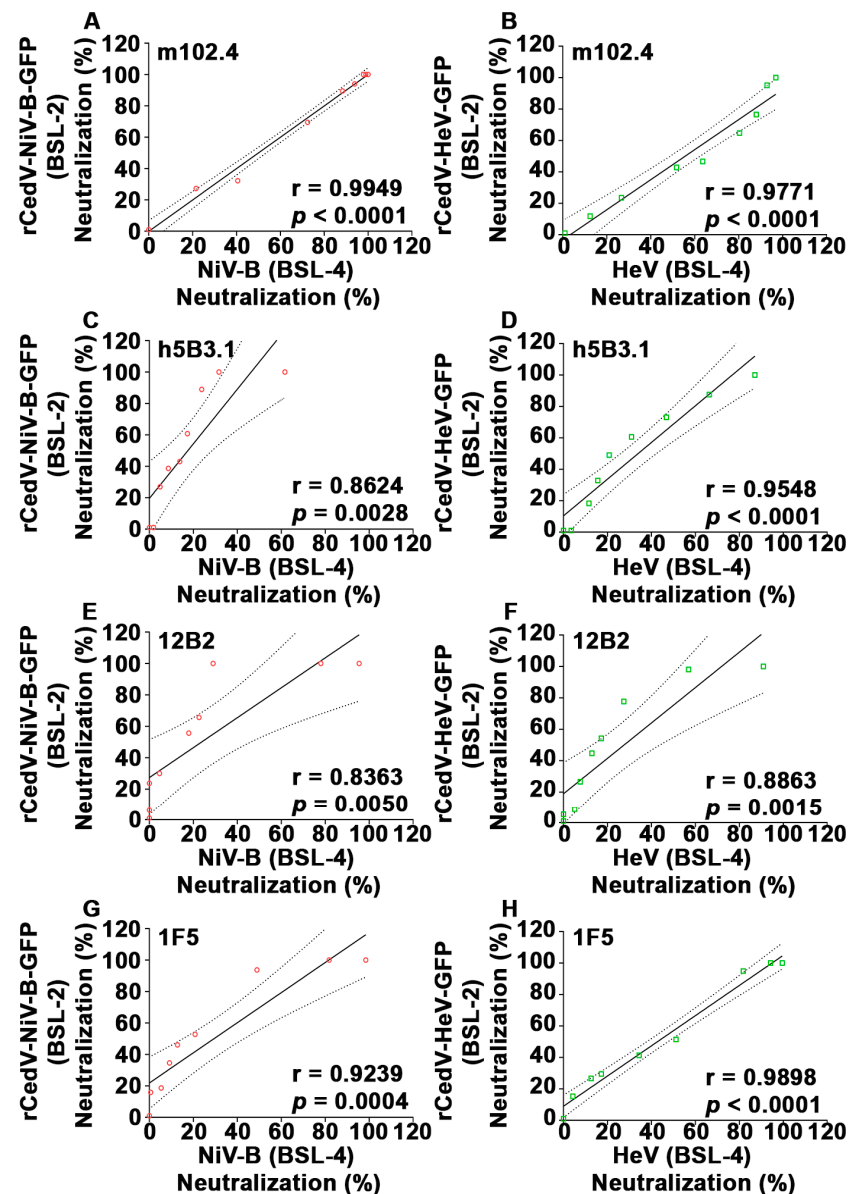 A
rCedV-NiV-B-GFP
(BSL-2)
Neutralization (%)
120
100
80
60
40
20
0
m102.4
r = 0.9949
p < 0.0001
0 20 40 60 80 100 120
NiV-B (BSL-4)
Neutralization (%)
B
rCedV-HeV-GFP
(BSL-2)
Neutralization (%)
120
100
80
60
40
20
0
m102.4
r = 0.9771
p < 0.0001
0 20 40 60 80 100 120
HeV (BSL-4)
Neutralization (%)
C
rCedV-NiV-B-GFP
(BSL-2)
Neutralization (%)
120
100
80
60
40
20
0
h5B3.1
r = 0.8624
p = 0.0028
0 20 40 60 80 100 120
NiV-B (BSL-4)
Neutralization (%)
D
rCedV-HeV-GFP
(BSL-2)
Neutralization (%)
120
100
80
60
40
20
0
h5B3.1
r = 0.9548
p < 0.0001
0 20 40 60 80 100 120
HeV (BSL-4)
Neutralization (%)
E
rCedV-NiV-B-GFP
(BSL-2)
Neutralization (%)
120
100
80
60
40
20
0
12B2
r = 0.8363
p = 0.0050
0 20 40 60 80 100 120
NiV-B (BSL-4)
Neutralization (%)
F
rCedV-HeV-GFP
(BSL-2)
Neutralization (%)
120
100
80
60
40
20
0
12B2
r = 0.8863
p = 0.0015
0 20 40 60 80 100 120
HeV (BSL-4)
Neutralization (%)
G
rCedV-NiV-B-GFP
(BSL-2)
Neutralization (%)
120
100
80
60
40
20
0
1F5
r = 0.9239
p = 0.0004
0 20 40 60 80 100 120
NiV-B (BSL-4)
Neutralization (%)
H
rCedV-HeV-GFP
(BSL-2)
Neutralization (%)
120
100
80
60
40
20
0
1F5
r = 0.9898
p < 0.0001
0 20 40 60 80 100 120
HeV (BSL-4)
Neutralization (%)